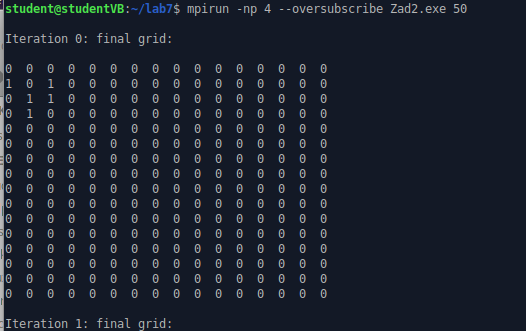 student@studentVB:~/lab7$ mpirun -np 4 --oversubscribe Zad2.exe 50
Iteration 0: final grid:
0 0 0 0 0 0 0 0 0 0 0 0 0 0 0 0
1 0 1 0 0 0 0 0 0 0 0 0 0 0 0 0
0 1 1 0 0 0 0 0 0 0 0 0 0 0 0 0
0 1 0 0 0 0 0 0 0 0 0 0 0 0 0 0
0 0 0 0 0 0 0 0 0 0 0 0 0 0 0 0
0 0 0 0 0 0 0 0 0 0 0 0 0 0 0 0
0 0 0 0 0 0 0 0 0 0 0 0 0 0 0 0
0 0 0 0 0 0 0 0 0 0 0 0 0 0 0 0
0 0 0 0 0 0 0 0 0 0 0 0 0 0 0 0
0 0 0 0 0 0 0 0 0 0 0 0 0 0 0 0
0 0 0 0 0 0 0 0 0 0 0 0 0 0 0 0
0 0 0 0 0 0 0 0 0 0 0 0 0 0 0 0
0 0 0 0 0 0 0 0 0 0 0 0 0 0 0 0
0 0 0 0 0 0 0 0 0 0 0 0 0 0 0 0
0 0 0 0 0 0 0 0 0 0 0 0 0 0 0 0
0 0 0 0 0 0 0 0 0 0 0 0 0 0 0 0
Iteration 1: final grid: